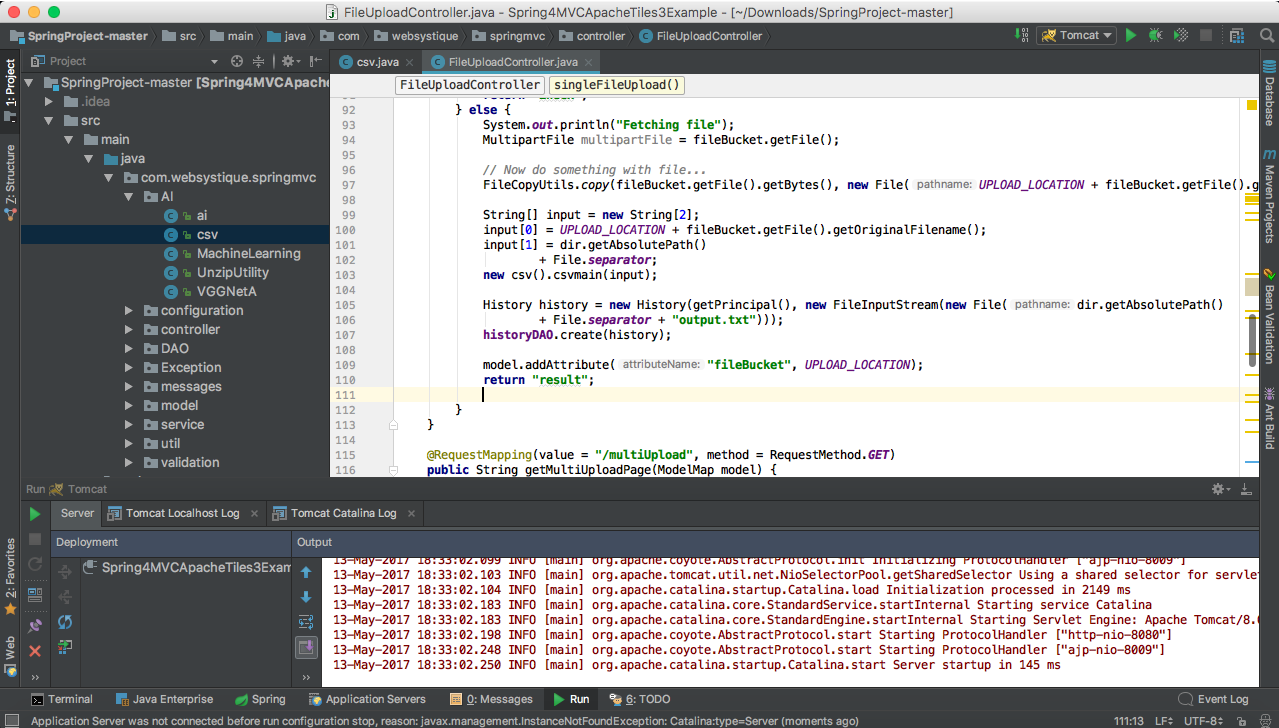 FileUploadController.java - Spring4MVCApacheTiles3Example - [~/Downloads/SpringProject-master]
SpringProject-master src main java com websystique springmvc controller FileUploadController Tomcat
1: Project
Z: Structure
2: Favorites
Web
Project
SpringProject-master [Spring4MVCApache
.idea
src
main
java
com.websystique.springmvc
AI
ai
csv
MachineLearning
UnzipUtility
VGGNetA
configuration
controller
DAO
Exception
messages
model
service
util
validation
csv.java FileUploadController.java
FileUploadController singleFileUpload()
92 } else {
93 System.out.println("Fetching file");
94 MultipartFile multipartFile = fileBucket.getFile();
95
96 // Now do something with file...
97 FileCopyUtils.copy(fileBucket.getFile().getBytes(), new File( pathname: UPLOAD_LOCATION + fileBucket.getFile().g
98
99 String[] input = new String[2];
100 input[0] = UPLOAD_LOCATION + fileBucket.getFile().getOriginalFilename();
101 input[1] = dir.getAbsolutePath()
102 + File.separator;
103 new csv().csvmain(input);
104
105 History history = new History(getPrincipal(), new FileInputStream(new File( pathname: dir.getAbsolutePath()
106 + File.separator + "output.txt")));
107 historyDAO.create(history);
108
109 model.addAttribute( attributeName: "fileBucket", UPLOAD_LOCATION);
110 return "result";
111
112 }
113 }
114
115 @RequestMapping(value = "/multiUpload", method = RequestMethod.GET)
116 public String getMultiUploadPage(ModelMap model) {
Database
Maven Projects
Bean Validation
Ant Build
Run Tomcat
Server Tomcat Localhost Log Tomcat Catalina Log
Deployment Output
Spring4MVCApacheTiles3Exam
13-May-2017 18:33:02.099 INFO [main] org.apache.coyote.AbstractProtocol.init Initializing ProtocolHandler ["ajp-nio-8009"]
13-May-2017 18:33:02.103 INFO [main] org.apache.tomcat.util.net.NioSelectorPool.getSharedSelector Using a shared selector for servlet
13-May-2017 18:33:02.104 INFO [main] org.apache.catalina.startup.Catalina.load Initialization processed in 2149 ms
13-May-2017 18:33:02.183 INFO [main] org.apache.catalina.core.StandardService.startInternal Starting service Catalina
13-May-2017 18:33:02.183 INFO [main] org.apache.catalina.core.StandardEngine.startInternal Starting Servlet Engine: Apache Tomcat/8.0
13-May-2017 18:33:02.198 INFO [main] org.apache.coyote.AbstractProtocol.start Starting ProtocolHandler ["http-nio-8080"]
13-May-2017 18:33:02.248 INFO [main] org.apache.coyote.AbstractProtocol.start Starting ProtocolHandler ["ajp-nio-8009"]
13-May-2017 18:33:02.250 INFO [main] org.apache.catalina.startup.Catalina.start Server startup in 145 ms
Terminal Java Enterprise Spring Application Servers 0: Messages Run 6: TODO Event Log
Application Server was not connected before run configuration stop, reason: javax.management.InstanceNotFoundException: Catalina:type=Server (moments ago) 111:13 LF UTF-8